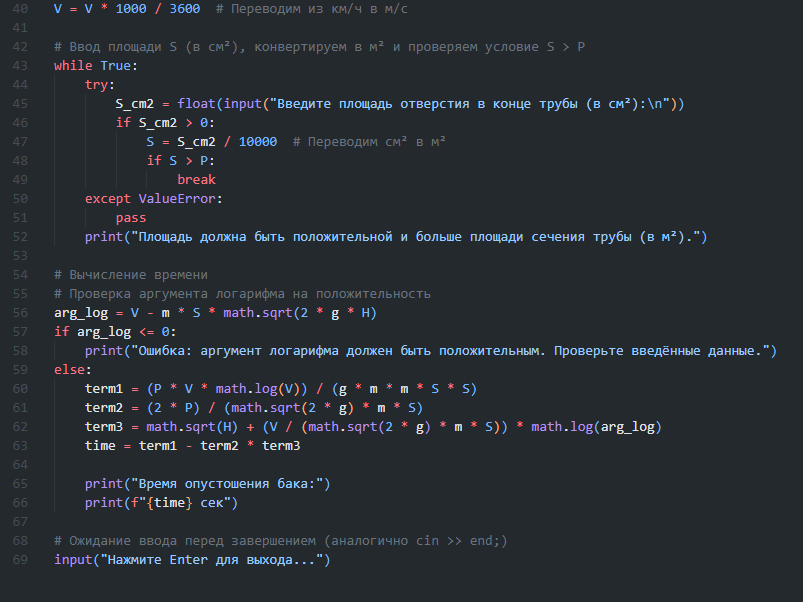 40 V = V * 1000 / 3600  # Переводим из км/ч в м/с
41
42 # Ввод площади S (в см²), конвертируем в м² и проверяем условие S > P
43 while True:
44     try:
45         S_cm2 = float(input("Введите площадь отверстия в конце трубы (в см²):\n"))
46         if S_cm2 > 0:
47             S = S_cm2 / 10000  # Переводим см² в м²
48             if S > P:
49                 break
50     except ValueError:
51         pass
52     print("Площадь должна быть положительной и больше площади сечения трубы (в м²).")
53
54 # Вычисление времени
55 # Проверка аргумента логарифма на положительность
56 arg_log = V - m * S * math.sqrt(2 * g * H)
57 if arg_log <= 0:
58     print("Ошибка: аргумент логарифма должен быть положительным. Проверьте введённые данные.")
59 else:
60     term1 = (P * V * math.log(V)) / (g * m * m * S * S)
61     term2 = (2 * P) / (math.sqrt(2 * g) * m * S)
62     term3 = math.sqrt(H) + (V / (math.sqrt(2 * g) * m * S)) * math.log(arg_log)
63     time = term1 - term2 * term3
64
65     print("Время опустошения бака:")
66     print(f"{time} сек")
67
68 # Ожидание ввода перед завершением (аналогично cin >> end;)
69 input("Нажмите Enter для выхода...")